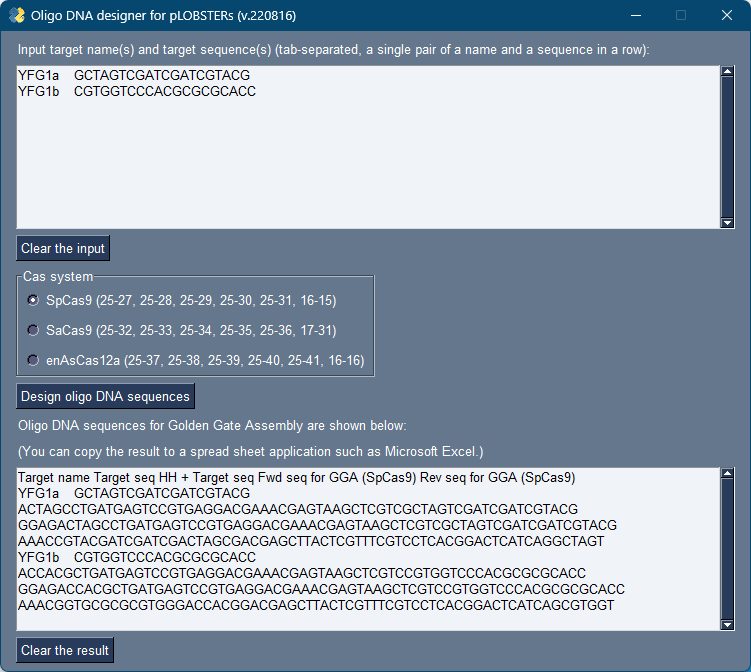 Oligo DNA designer for pLOBSTERs (v.220816)
Input target name(s) and target sequence(s) (tab-separated, a single pair of a name and a sequence in a row):
YFG1a GCTAGTCGATCGATCGTACG
YFG1b CGTGGTCCCACGCGCGCACC
Clear the input
Cas system
SpCas9 (25-27, 25-28, 25-29, 25-30, 25-31, 16-15)
SaCas9 (25-32, 25-33, 25-34, 25-35, 25-36, 17-31)
enAsCas12a (25-37, 25-38, 25-39, 25-40, 25-41, 16-16)
Design oligo DNA sequences
Oligo DNA sequences for Golden Gate Assembly are shown below:
(You can copy the result to a spread sheet application such as Microsoft Excel.)
Target name Target seq HH + Target seq Fwd seq for GGA (SpCas9) Rev seq for GGA (SpCas9)
YFG1a GCTAGTCGATCGATCGTACG
ACTAGCCTGATGAGTCCGTGAGGACGAAACGAGTAAGCTCGTCGCTAGTCGATCGATCGTACG
GGAGACTAGCCTGATGAGTCCGTGAGGACGAAACGAGTAAGCTCGTCGCTAGTCGATCGATCGTACG
AAACCGTACGATCGATCGACTAGCGACGAGCTTACTCGTTTCGTCCTCACGGACTCATCAGGCTAGT
YFG1b CGTGGTCCCACGCGCGCACC
ACCACGCTGATGAGTCCGTGAGGACGAAACGAGTAAGCTCGTCCGTGGTCCCACGCGCGCACC
GGAGACCACGCTGATGAGTCCGTGAGGACGAAACGAGTAAGCTCGTCCGTGGTCCCACGCGCGCACC
AAACGGTGCGCGCGTGGGACCACGGACGAGCTTACTCGTTTCGTCCTCACGGACTCATCAGCGTGGT
Clear the result